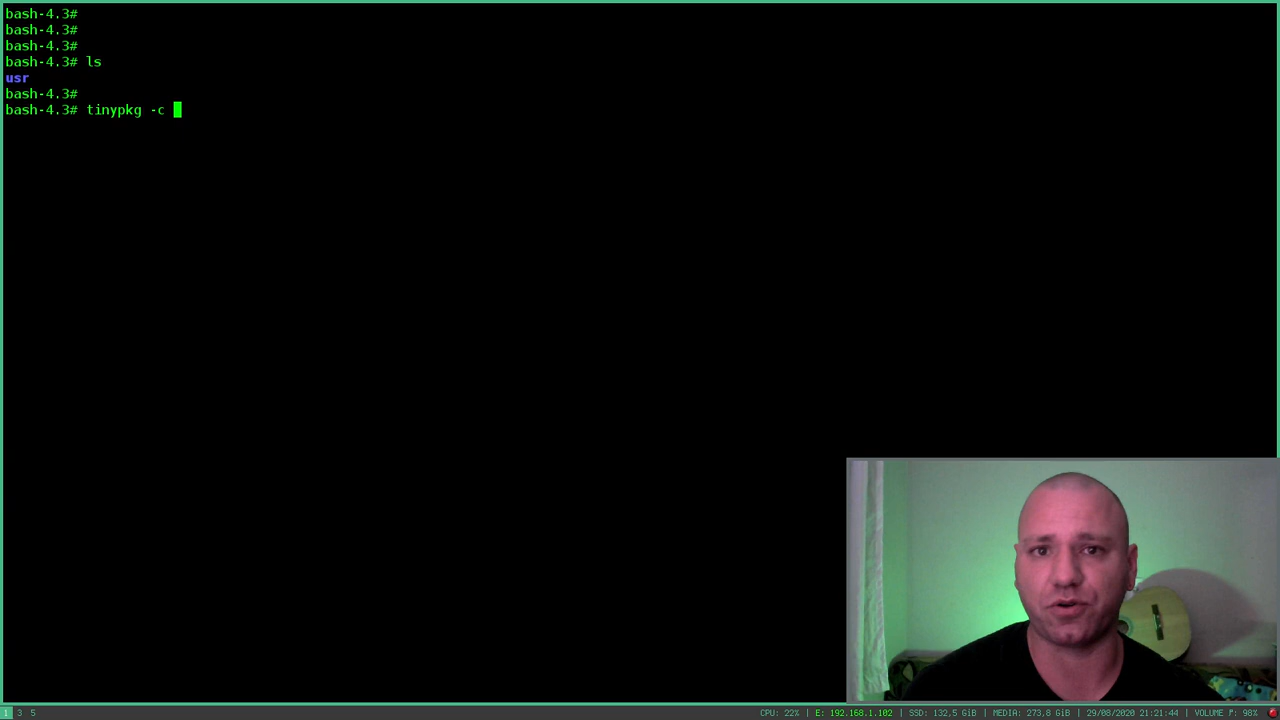 bash-4.3#
bash-4.3#
bash-4.3#
bash-4.3# ls
usr
bash-4.3#
bash-4.3# tinypkg -c
1 3 5 CPU: 22% | E: 192.168.1.102 | SSD: 132,5 GiB | MEDIA: 273,8 GiB | 29/08/2020 21:21:44 | VOLUME ♪: 98%